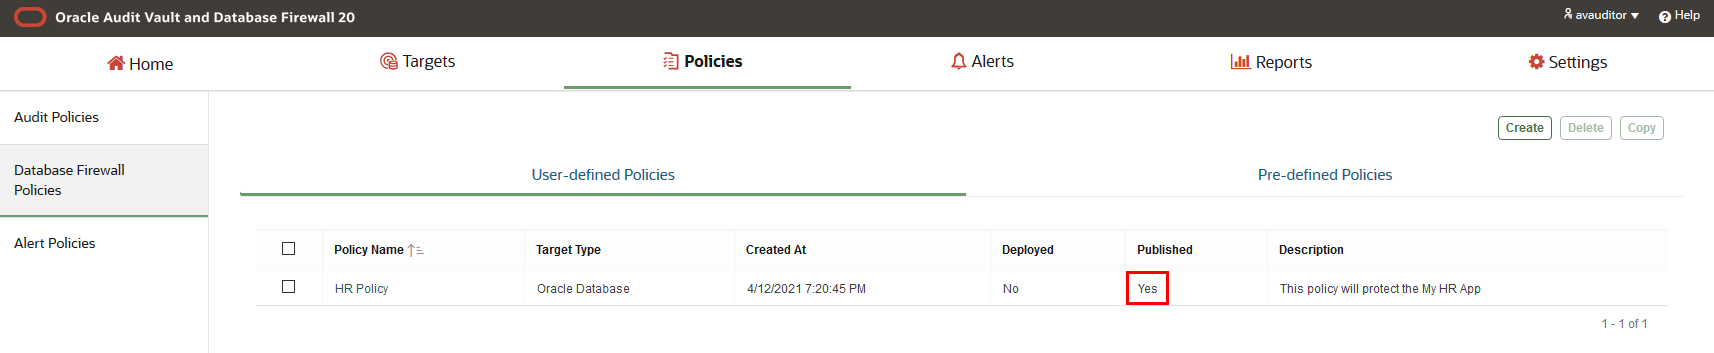 Oracle Audit Vault and Database Firewall 20
avauditor
Help
Home
Targets
Policies
Alerts
Reports
Settings
Audit Policies
Database Firewall
Policies
Alert Policies
Create
Delete
Copy
User-defined Policies
Pre-defined Policies
Policy Name
Target Type
Created At
Deployed
Published
Description
HR Policy
Oracle Database
4/12/2021 7:20:45 PM
No
Yes
This policy will protect the My HR App
1 - 1 of 1